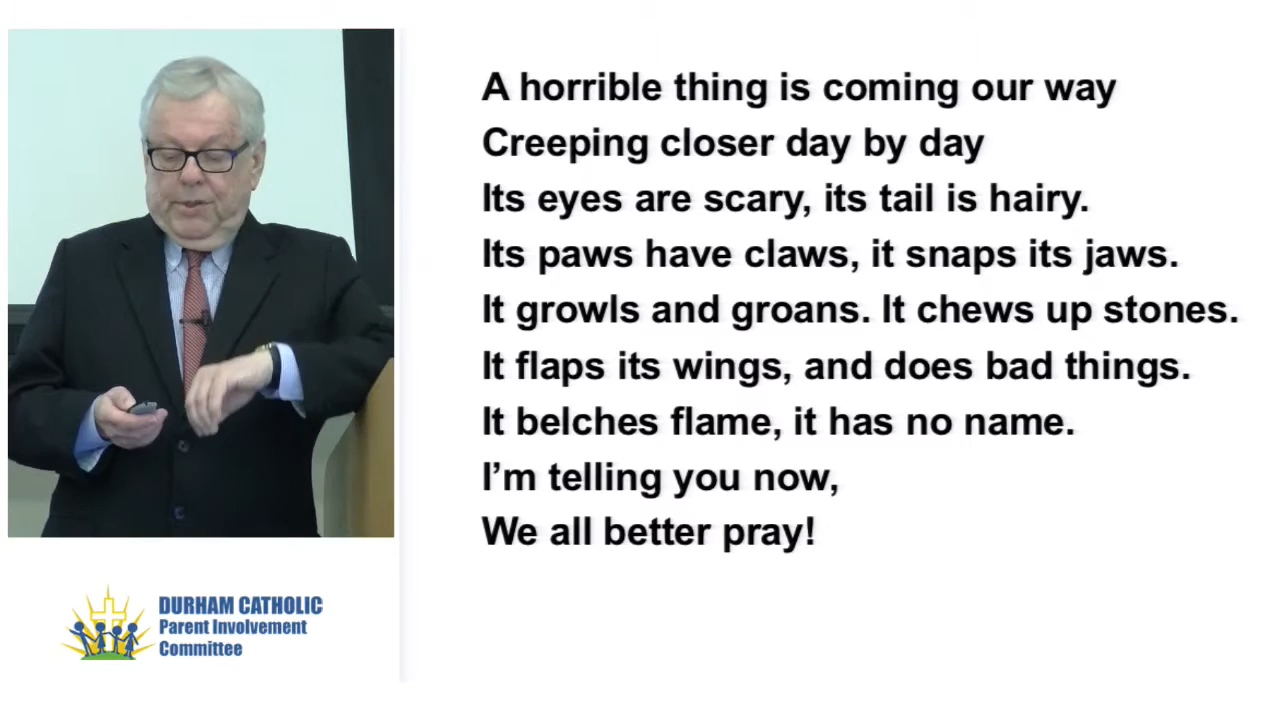 A horrible thing is coming our way
Creeping closer day by day
Its eyes are scary, its tail is hairy.
Its paws have claws, it snaps its jaws.
It growls and groans. It chews up stones.
It flaps its wings, and does bad things.
It belches flame, it has no name.
I’m telling you now,
We all better pray!
DURHAM CATHOLIC
Parent Involvement
Committee